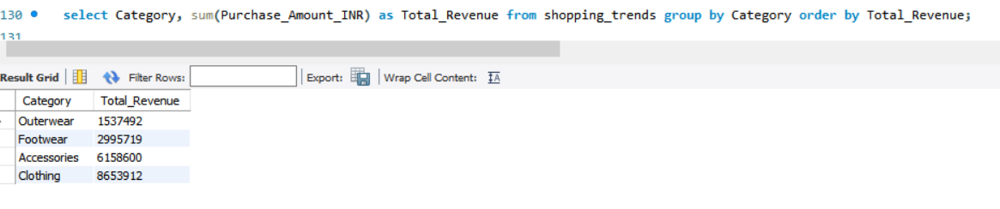 130 select Category, sum(Purchase_Amount_INR) as Total_Revenue from shopping_trends group by Category order by Total_Revenue;
131
Result Grid Filter Rows: Export: Wrap Cell Content: IA
Category Total_Revenue
Outerwear 1537492
Footwear 2995719
Accessories 6158600
Clothing 8653912